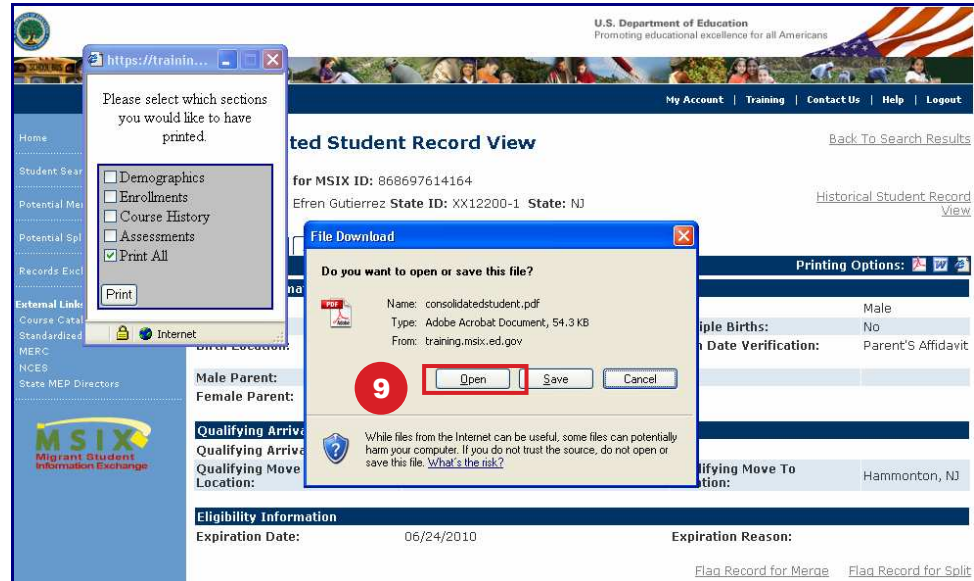 U.S. Department of Education
Promoting educational excellence for all Americans
SCHOOL BUS
https://trainin...
My Account | Training | Contact Us | Help | Logout
Please select which sections
you would like to have
printed.
Demographics
Enrollments
Course History
Assessments
Print All
Print
Internet
Home
Student Sear
Potential Me
Potential Spl
Records Excl
External Links
Course Catal
Standardized
MERC
NCES
State MEP Directors
MSIX
Migrant Student
Information Exchange
ted Student Record View
Back To Search Results
for MSIX ID: 868697614164
Efren Gutierrez State ID: XX12200-1 State: NJ
Historical Student Record
View
Printing Options:
File Download
Do you want to open or save this file?
PDF
Adobe
Name: consolidatedstudent.pdf
Type: Adobe Acrobat Document, 54.3 KB
From: training.msix.ed.gov
9
Open
Save
Cancel
While files from the Internet can be useful, some files can potentially
harm your computer. If you do not trust the source, do not open or
save this file. What's the risk?
Male
iple Births: No
n Date Verification: Parent'S Affidavit
Male Parent:
Female Parent:
Qualifying Arriva
Qualifying Arriva
Qualifying Move
Location:
lifying Move To
ation:
Hammonton, NJ
Eligibility Information
Expiration Date: 06/24/2010 Expiration Reason:
Flag Record for Merge Flag Record for Split